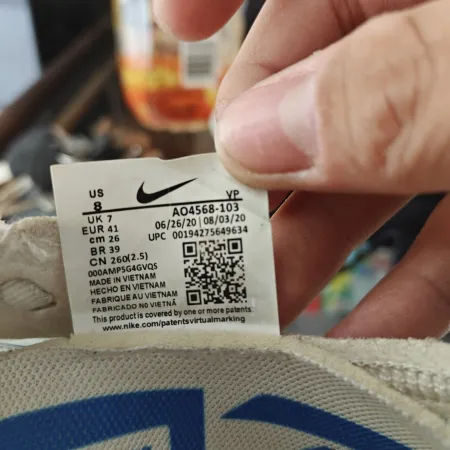 US
8
VP
UK 7
AO4568-103
EUR 41
06/26/20 | 08/03/20
cm 26
UPC 00194275649634
BR 39
CN 260(2.5)
000AMP5G4GVQ5
MADE IN VIETNAM
HECHO EN VIETNAM
FABRIQUE AU VIETNAM
FABRICADO NO VIETNÃ
This product is covered by one or more patents.
www.nike.com/patentsvirtualmarking